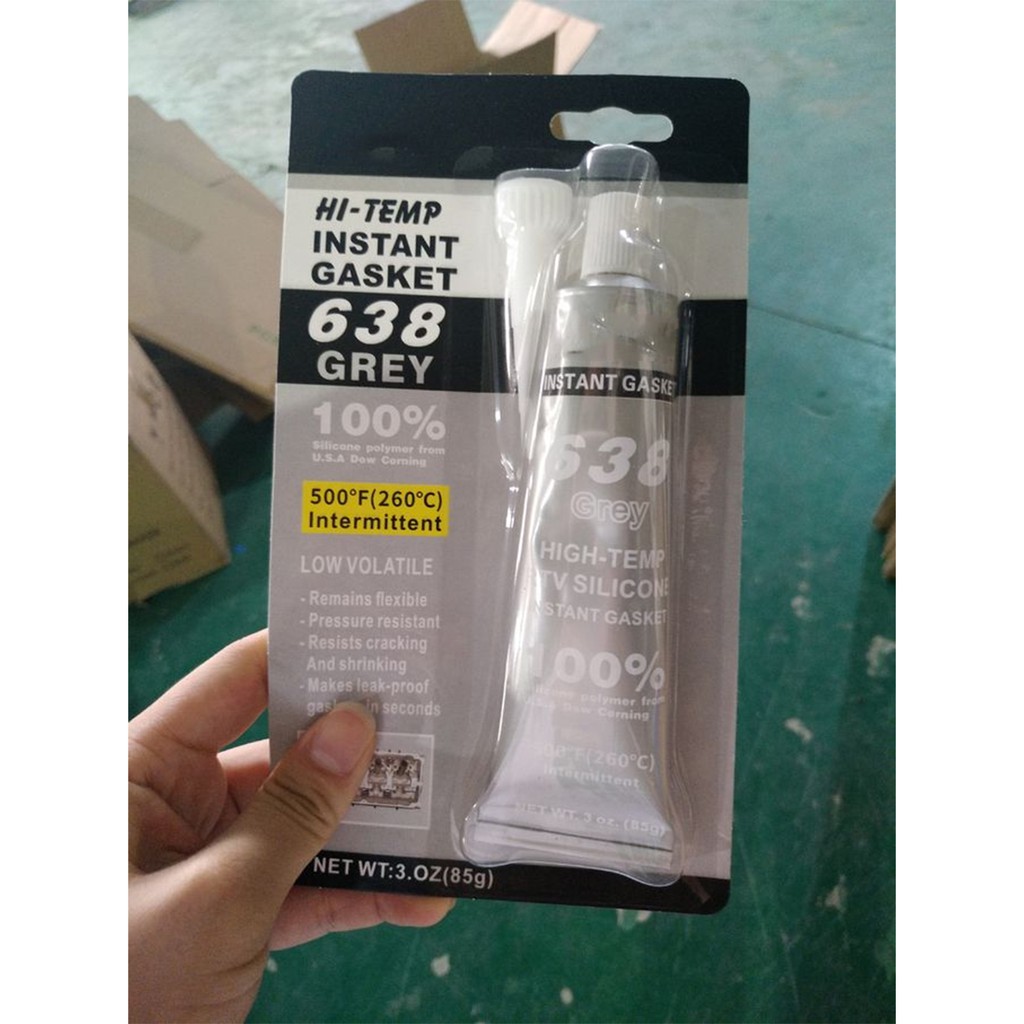 HI-TEMP
INSTANT
GASKET
638
GREY
100%
Silicone polymer from
U.S.A Dow Corning
500°F(260°C)
Intermittent
LOW VOLATILE
- Remains flexible
- Pressure resistant
- Resists cracking
And shrinking
- Makes leak-proof
in seconds
NET WT:3.OZ(85g)
INSTANT GASKET
638
Grey
HIGH-TEMP
TV SILICONE
STANT GASKET
100%
polymer from
Dow Corning
500°F(260°C)
Intermittent
NET WT. 3 oz. (85g)